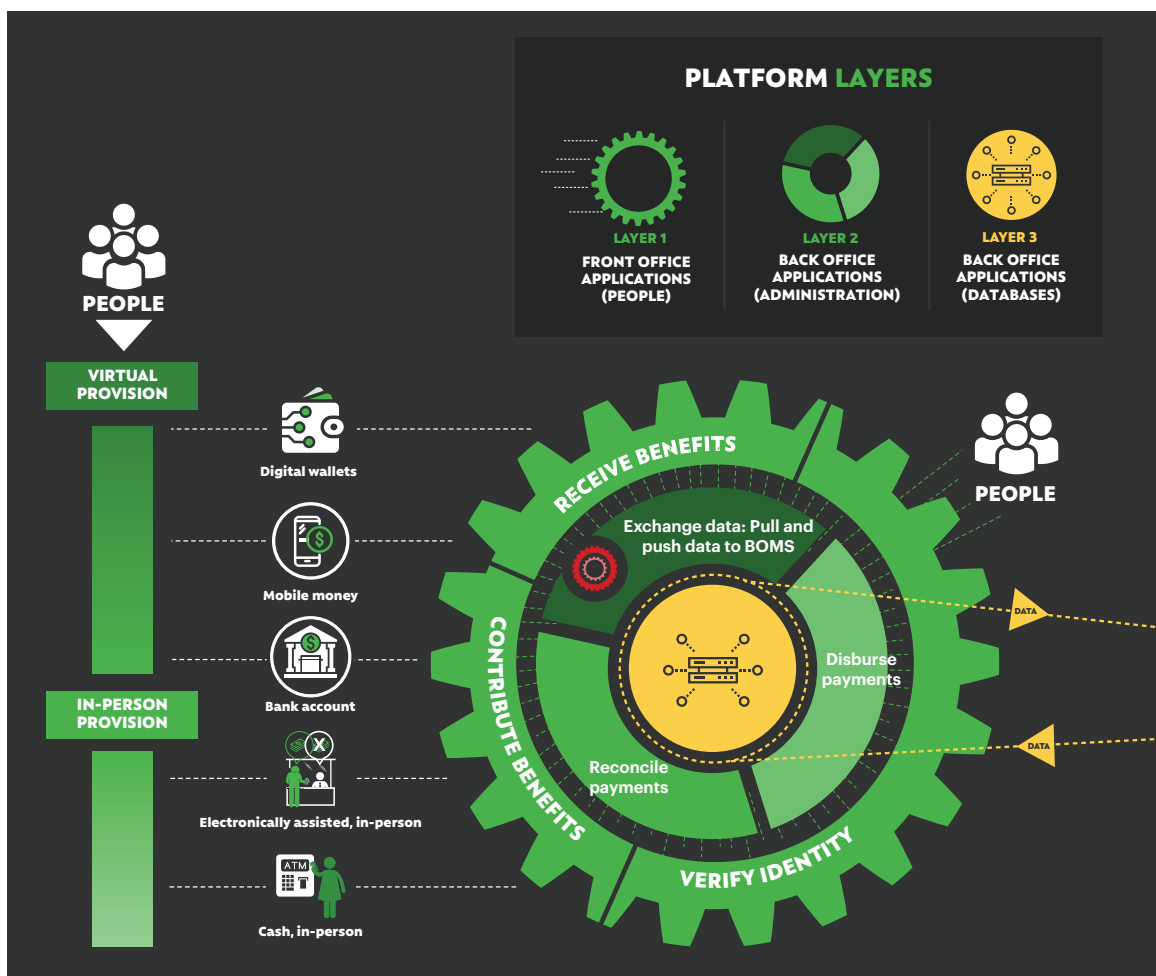 PLATFORM LAYERS
LAYER 1
FRONT OFFICE
APPLICATIONS
(PEOPLE)
LAYER 2
BACK OFFICE
APPLICATIONS
(ADMINISTRATION)
LAYER 3
BACK OFFICE
APPLICATIONS
(DATABASES)
PEOPLE
VIRTUAL
PROVISION
Digital wallets
Mobile money
Bank account
IN-PERSON
PROVISION
X
Electronically assisted, in-person
ATM
Cash, in-person
RECEIVE BENEFITS
CONTRIBUTE BENEFITS
VERIFY IDENTITY
Exchange data: Pull and
push data to BOMS
Disburse
payments
Reconcile
payments
PEOPLE
DATA
DATA